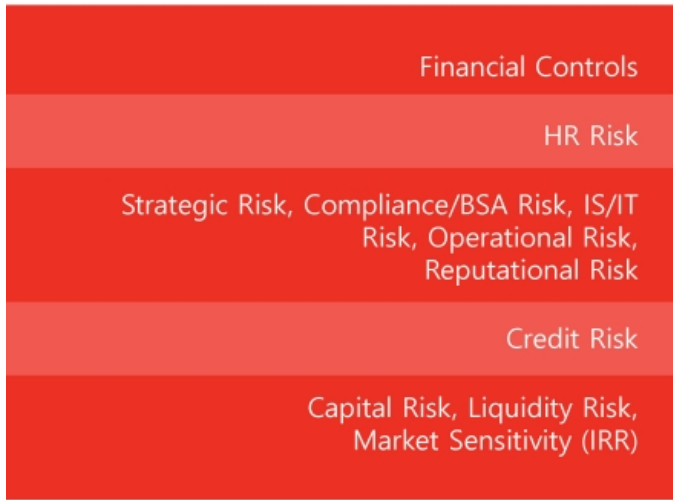 Financial Controls
HR Risk
Strategic Risk, Compliance/BSA Risk, IS/IT
Risk, Operational Risk,
Reputational Risk
Credit Risk
Capital Risk, Liquidity Risk,
Market Sensitivity (IRR)